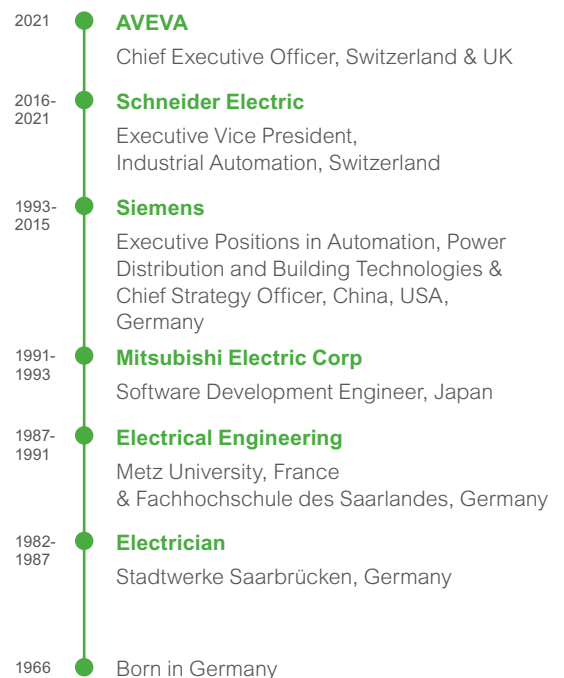 2021
AVEVA
Chief Executive Officer, Switzerland & UK
2016-
2021
Schneider Electric
Executive Vice President,
Industrial Automation, Switzerland
1993-
2015
Siemens
Executive Positions in Automation, Power
Distribution and Building Technologies &
Chief Strategy Officer, China, USA,
Germany
1991-
1993
Mitsubishi Electric Corp
Software Development Engineer, Japan
1987-
1991
Electrical Engineering
Metz University, France
& Fachhochschule des Saarlandes, Germany
1982-
1987
Electrician
Stadtwerke Saarbrücken, Germany
1966
Born in Germany